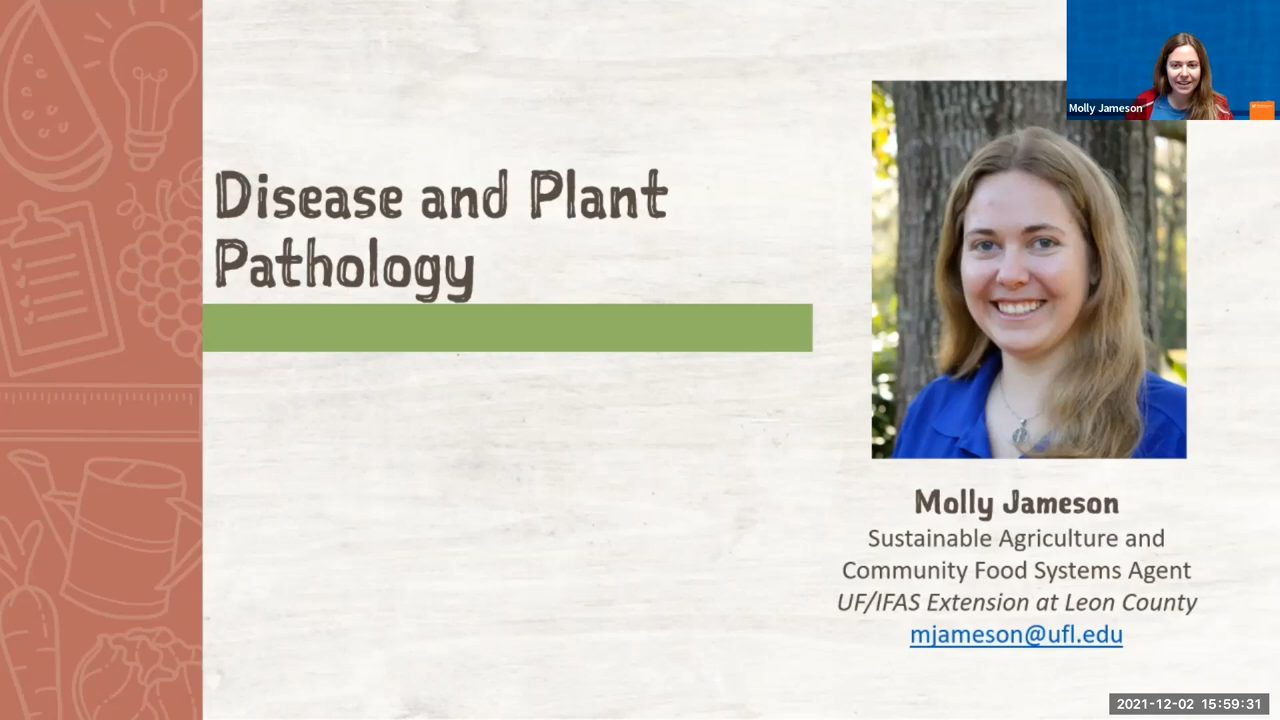 Disease and Plant
Pathology
Molly Jameson
Molly Jameson
Sustainable Agriculture and
Community Food Systems Agent
UF/IFAS Extension at Leon County
mjameson@ufl.edu
2021-12-02 15:59:31